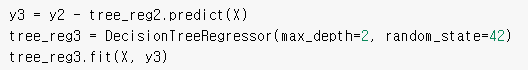 y3 = y2 - tree_reg2.predict(X)
tree_reg3 = DecisionTreeRegressor(max_depth=2, random_state=42)
tree_reg3.fit(X, y3)